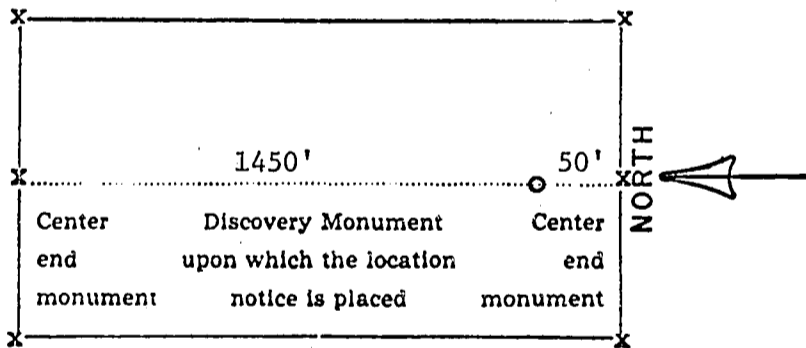 X X
1450' 50'
X X
NORTH
Center Discovery Monument Center
end upon which the location end
monument notice is placed monument
X X